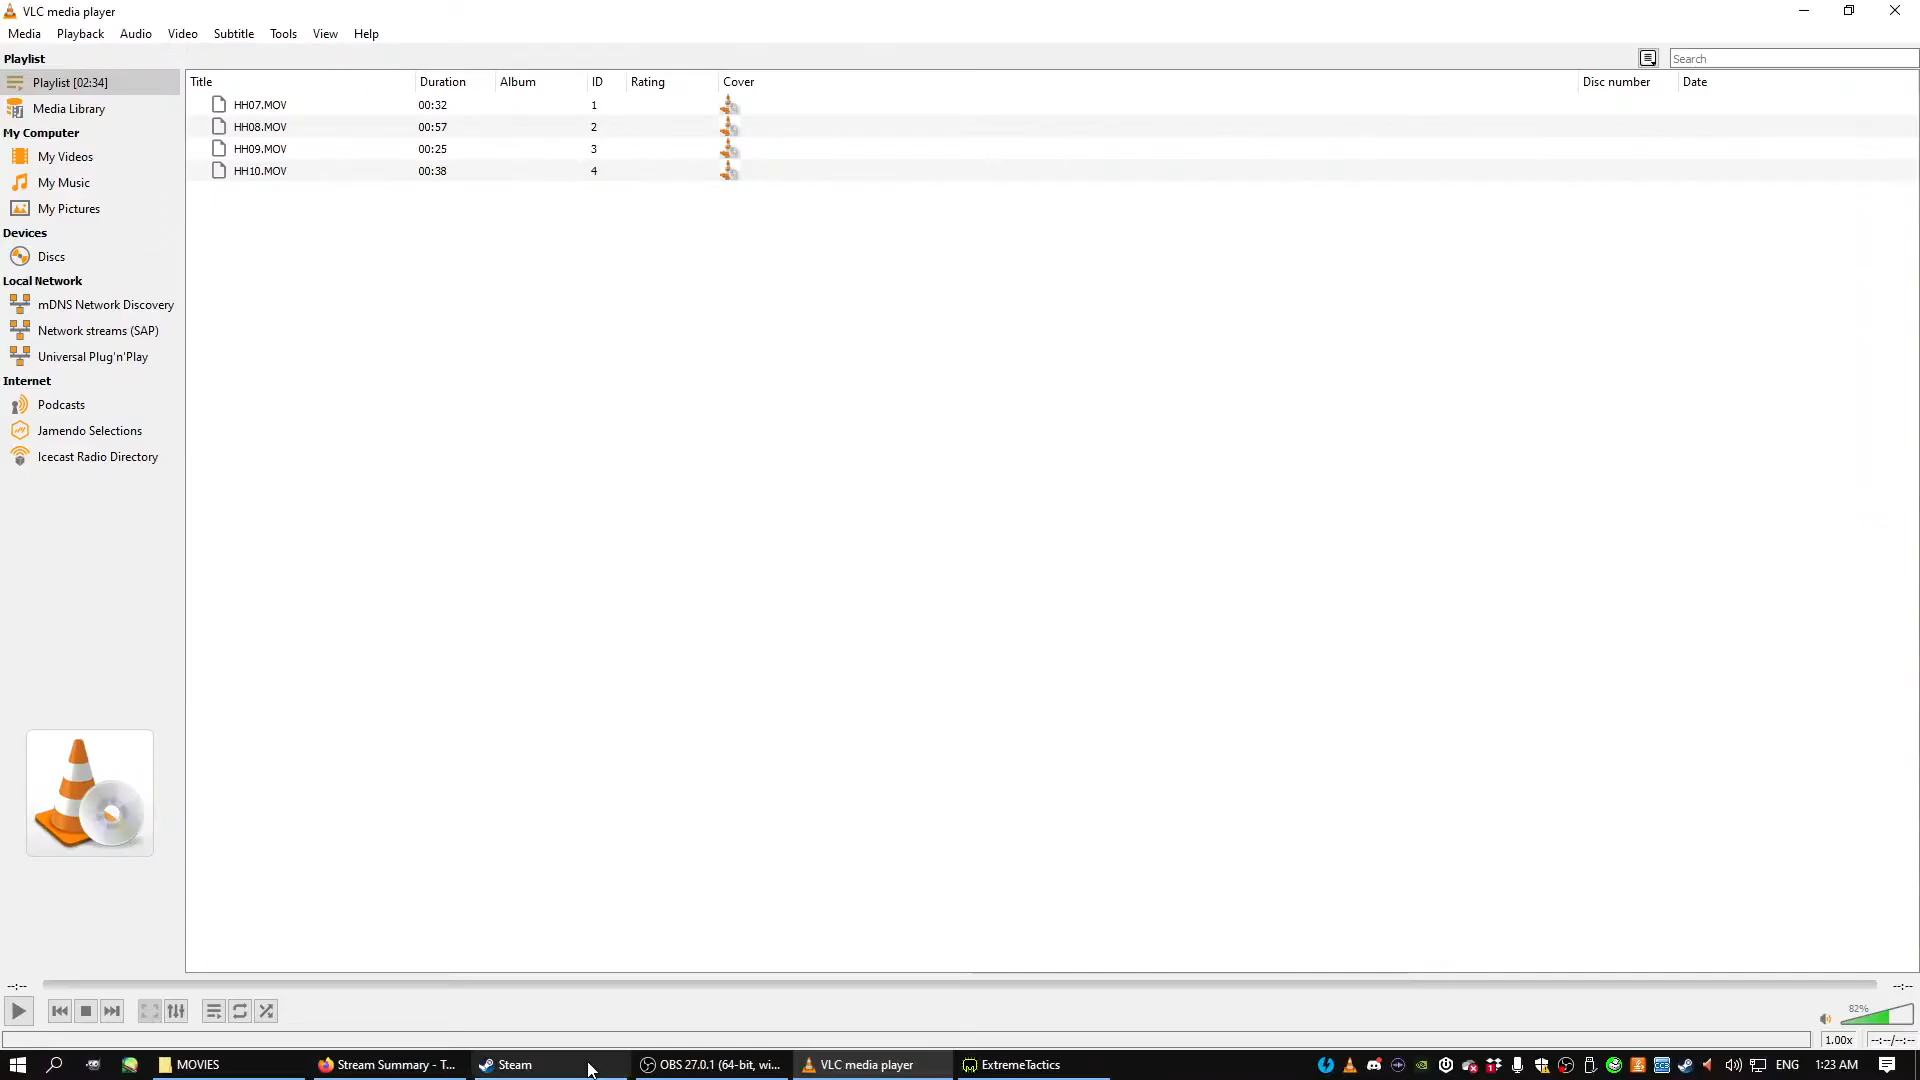 VLC media player
Media Playback Audio Video Subtitle Tools View Help
Playlist
Search
Playlist [02:34]
Media Library
My Computer
My Videos
My Music
My Pictures
Devices
Discs
Local Network
mDNS Network Discovery
Network streams (SAP)
Universal Plug'n'Play
Internet
Podcasts
Jamendo Selections
Icecast Radio Directory
Title Duration Album ID Rating Cover Disc number Date
HH07.MOV 00:32 1
HH08.MOV 00:57 2
HH09.MOV 00:25 3
HH10.MOV 00:38 4
--:-- --:--
82%
1.00x --:--/--:--
MOVIES Stream Summary - T... Steam OBS 27.0.1 (64-bit, wi... VLC media player ExtremeTactics ENG 1:23 AM